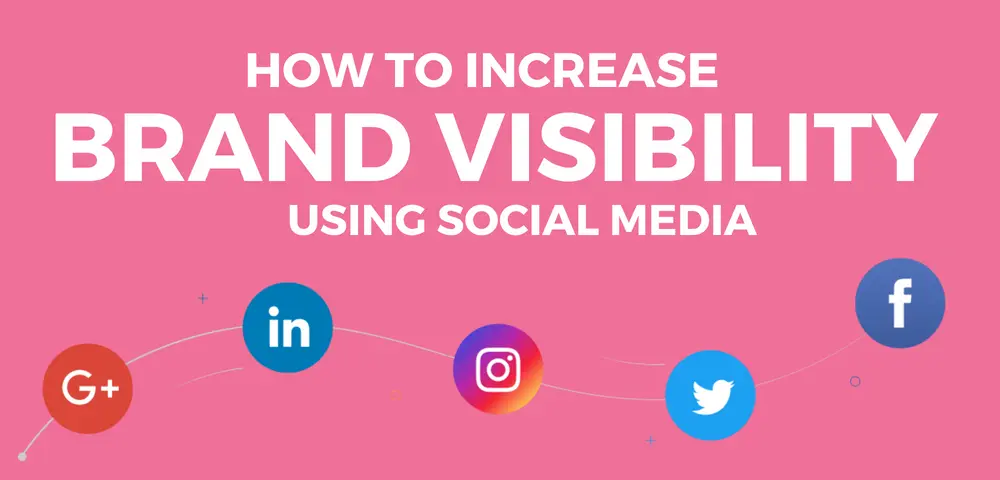 HOW TO INCREASE
BRAND VISIBILITY
USING SOCIAL MEDIA
G+
in
f